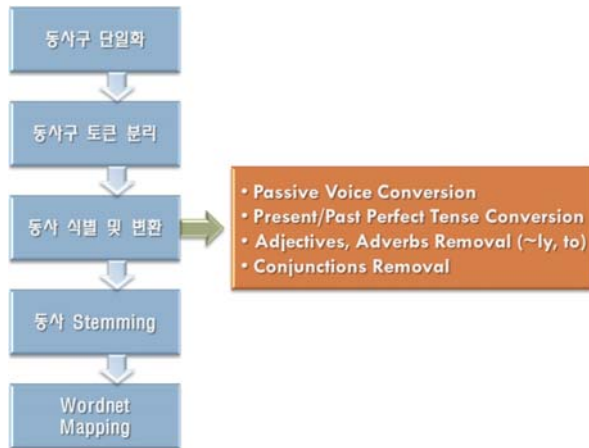 동사구 단일화
동사구 토큰 분리
동사 식별 및 변환
• Passive Voice Conversion
• Present/Past Perfect Tense Conversion
• Adjectives, Adverbs Removal (~ly, to)
• Conjunctions Removal
동사 Stemming
Wordnet
Mapping